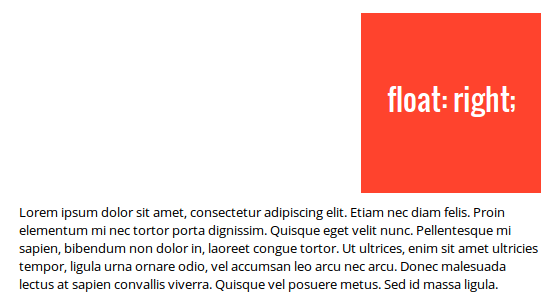 float: right;
Lorem ipsum dolor sit amet, consectetur adipiscing elit. Etiam nec diam felis. Proin
elementum mi nec tortor porta dignissim. Quisque eget velit nunc. Pellentesque mi
sapien, bibendum non dolor in, laoreet congue tortor. Ut ultrices, enim sit amet ultricies
tempor, ligula urna ornare odio, vel accumsan leo arcu nec arcu. Donec malesuada
lectus at sapien convallis viverra. Quisque vel posuere metus. Sed id massa ligula.